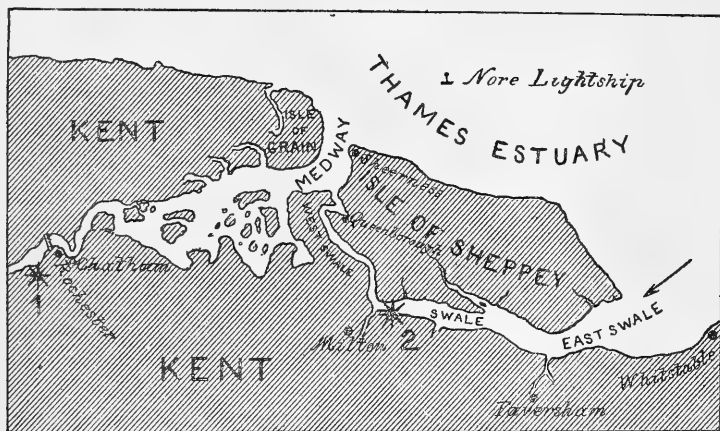 THAMES ESTUARY
1 Nore Lightship
KENT
ISLE
OF
GRAIN
MEDWAY
Sheerness
ISLE OF SHEPPEY
WEST SWALE
Queenborough
Chatham
Rochester
1
SWALE
2
Milton
EAST SWALE
KENT
Whitstable
Faversham